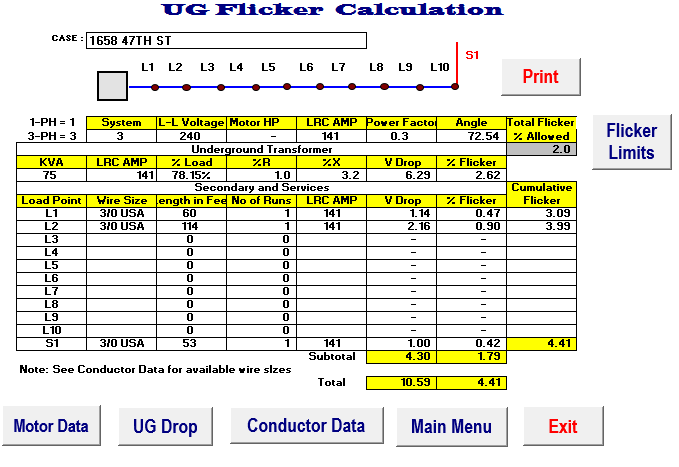 UG Flicker Calculation
CASE : 1658 47TH ST
S1
L1 L2 L3 L4 L5 L6 L7 L8 L9 L10
Print
1-PH = 1 System L-L Voltage Motor HP LRC AMP Power Facto Angle Total Flicker
3-PH = 3 3 240 - 141 0.3 72.54 % Allowed
Underground Transformer 2.0
Flicker
Limits
KVA LRC AMP % Load %R %X V Drop % Flicker
75 141 78.15% 1.0 3.2 6.29 2.62
Secondary and Services Cumulative
Load Point Wire Size ength in Fee No of Runs LRC AMP V Drop % Flicker Flicker
L1 3/0 USA 60 1 141 1.14 0.47 3.09
L2 3/0 USA 114 1 141 2.16 0.90 3.99
L3 0 0 - -
L4 0 0 - -
L5 0 0 - -
L6 0 0 - -
L7 0 0 - -
L8 0 0 - -
L9 0 0 - -
L10 0 0 - -
S1 3/0 USA 53 1 141 1.00 0.42 4.41
Subtotal 4.30 1.79
Note: See Conductor Data for available wire sizes
Total 10.59 4.41
Motor Data UG Drop Conductor Data Main Menu Exit